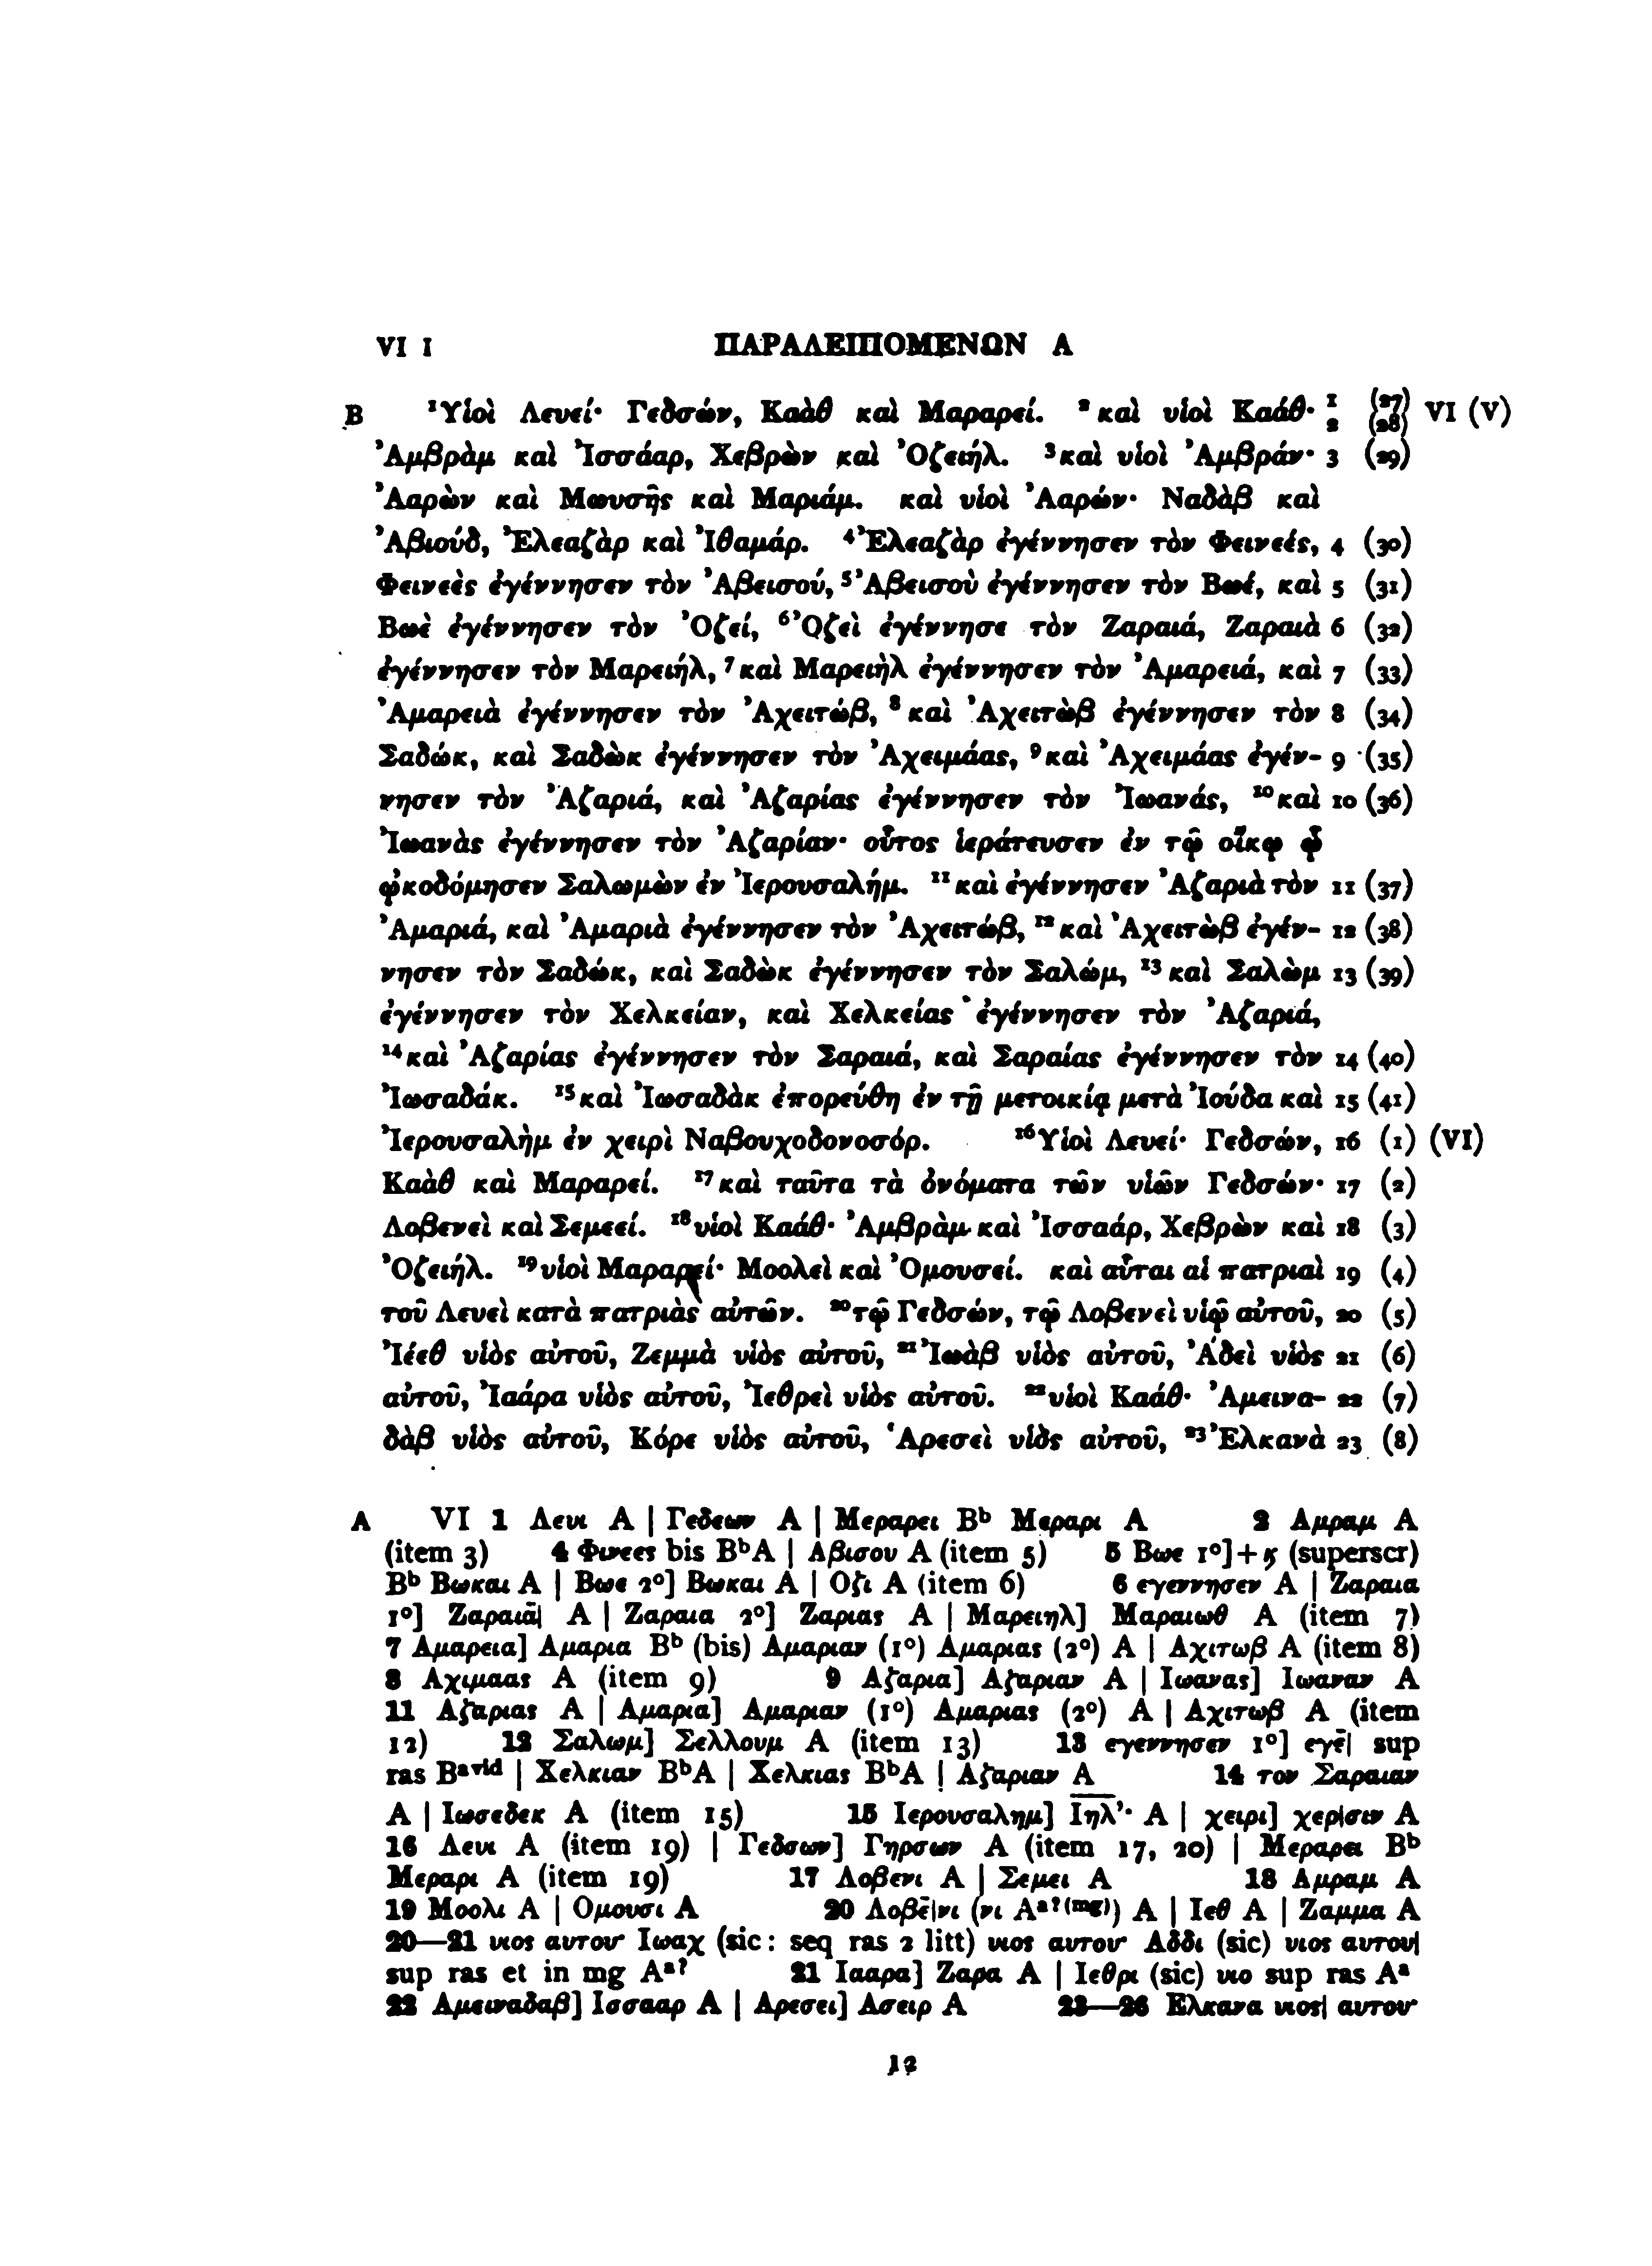 VI 1 ΠΑΡΑΛΕΙΠΟΜΕΝΩΝ Α
B ¹Υἱοὶ Λευεί· Γεδσών, Καὰθ καὶ Μαραρεί. ²καὶ υἱοὶ Καάθ· 1 2 (27) (28) VI (V)
Ἀμβρὰμ καὶ Ἰσσάαρ, Χεβρὼν καὶ Ὀζειήλ. ³καὶ υἱοὶ Ἀμβράν· 3 (29)
Ἀαρὼν καὶ Μωυσῆς καὶ Μαριάμ. καὶ υἱοὶ Ἀαρών· Ναδὰβ καὶ
Ἀβιούδ, Ἐλεαζὰρ καὶ Ἰθαμάρ. ⁴Ἐλεαζὰρ ἐγέννησεν τὸν Φεινεές, 4 (30)
Φεινεὲς ἐγέννησεν τὸν Ἀβεισού, ⁵Ἀβεισοὺ ἐγέννησεν τὸν Βωέ, καὶ 5 (31)
Βωὲ ἐγέννησεν τὸν Ὀζεί, ⁶Ὀζεὶ ἐγέννησε τὸν Ζαραιά, Ζαραιὰ 6 (32)
ἐγέννησεν τὸν Μαρειήλ, ⁷καὶ Μαρειὴλ ἐγέννησεν τὸν Ἀμαρειά, καὶ 7 (33)
Ἀμαρειὰ ἐγέννησεν τὸν Ἀχειτώβ, ⁸καὶ Ἀχειτὼβ ἐγέννησεν τὸν 8 (34)
Σαδώκ, καὶ Σαδὼκ ἐγέννησεν τὸν Ἀχειμάας, ⁹καὶ Ἀχειμάας ἐγέν- 9 (35)
νησεν τὸν Ἀζαριά, καὶ Ἀζαρίας ἐγέννησεν τὸν Ἰωανάς, ¹⁰καὶ 10 (36)
Ἰωανὰς ἐγέννησεν τὸν Ἀζαρίαν· οὗτος ἱεράτευσεν ἐν τῷ οἴκῳ ᾧ
ᾠκοδόμησεν Σαλωμὼν ἐν Ἰερουσαλήμ. ¹¹καὶ ἐγέννησεν Ἀζαριὰ τὸν 11 (37)
Ἀμαριά, καὶ Ἀμαριὰ ἐγέννησεν τὸν Ἀχειτώβ, ¹²καὶ Ἀχειτὼβ ἐγέν- 12 (38)
νησεν τὸν Σαδώκ, καὶ Σαδὼκ ἐγέννησεν τὸν Σαλώμ, ¹³καὶ Σαλὼμ 13 (39)
ἐγέννησεν τὸν Χελκείαν, καὶ Χελκείας ἐγέννησεν τὸν Ἀζαριά,
¹⁴καὶ Ἀζαρίας ἐγέννησεν τὸν Σαραιά, καὶ Σαραίας ἐγέννησεν τὸν 14 (40)
Ἰωσαδάκ. ¹⁵καὶ Ἰωσαδὰκ ἐπορεύθη ἐν τῇ μετοικίᾳ μετὰ Ἰούδα καὶ 15 (41)
Ἰερουσαλὴμ ἐν χειρὶ Ναβουχοδονοσόρ. ¹⁶Υἱοὶ Λευεί· Γεδσών, 16 (1) (VI)
Καὰθ καὶ Μαραρεί. ¹⁷καὶ ταῦτα τὰ ὀνόματα τῶν υἱῶν Γεδσών· 17 (2)
Λοβενεὶ καὶ Σεμεεί. ¹⁸υἱοὶ Καάθ· Ἀμβρὰμ καὶ Ἰσσαάρ, Χεβρὼν καὶ 18 (3)
Ὀζειήλ. ¹⁹υἱοὶ Μαραρεί· Μοολεὶ καὶ Ὁμουσεί. καὶ αὗται αἱ πατριαὶ 19 (4)
τοῦ Λευεὶ κατὰ πατριὰς αὐτῶν. ²⁰τῷ Γεδσών, τῷ Λοβενεὶ υἱῷ αὐτοῦ, 20 (5)
Ἰέεθ υἱὸς αὐτοῦ, Ζεμμὰ υἱὸς αὐτοῦ, ²¹Ἰωὰβ υἱὸς αὐτοῦ, Ἀδεὶ υἱὸς 21 (6)
αὐτοῦ, Ἰαάρα υἱὸς αὐτοῦ, Ἰεθρεὶ υἱὸς αὐτοῦ. ²²υἱοὶ Καάθ· Ἀμεινα- 22 (7)
δὰβ υἱὸς αὐτοῦ, Κόρε υἱὸς αὐτοῦ, Ἁρεσεὶ υἱὸς αὐτοῦ, ²³Ἐλκανὰ 23 (8)
A VI 1 Λευι A | Γεδεων A | Μεραρει Bᵇ Μεραρι A 2 Αμραμ A
(item 3) 4 Φινεες bis BᵇA | Αβισου A (item 5) 5 Βωε 1°]+ϗ (superscr)
Bᵇ Βωκαι A | Βωε 2°] Βωκαι A | Οζι A (item 6) 6 εγεννησεν A | Ζαραια
1°] Ζαραιᾱ| A | Ζαραια 2°] Ζαριας A | Μαρειηλ] Μαραιωθ A (item 7)
7 Αμαρεια] Αμαρια Bᵇ (bis) Αμαριαν (1°) Αμαριας (2°) A | Αχιτωβ A (item 8)
8 Αχιμαας A (item 9) 9 Αζαρια] Αζαριαν A | Ιωανας] Ιωαναν A
11 Αζαριας A | Αμαρια] Αμαριαν (1°) Αμαριας (2°) A | Αχιτωβ A (item
12) 12 Σαλωμ] Σελλουμ A (item 13) 13 εγεννησεν 1°] εγε̄| sup
ras Bᵃᵛⁱᵈ | Χελκιαν BᵇA | Χελκιας BᵇA | Αζαριαν A 14 τον Σαραιαν
A | Ιωσεδεκ A (item 15) 15 Ιερουσαλημ] Ιηλ’· A | χειρι] χερ|σιν A
16 Λευι A (item 19) | Γεδσων] Γηρσων A (item 17, 20) | Μεραρει Bᵇ
Μεραρι A (item 19) 17 Λοβενι A | Σεμει A 18 Αμραμ A
19 Μοολι A | Ομουσι A 20 Λοβε̄|νι (νι Aᵃ?⁽ᵐᵍ⁾) A | Ιεθ A | Ζαμμα A
20—21 υιος αυτου Ιωαχ (sic: seq ras 2 litt) υιος αυτου Αδδι (sic) υιος αυτου|
sup ras et in mg Aᵃ? 21 Ιααρα] Ζαρα A | Ιεθρι (sic) υιο sup ras Aᵃ
22 Αμειναδαβ] Ισσααρ A | Αρεσει] Ασειρ A 23—26 Ελκανα υιος| αυτου
12